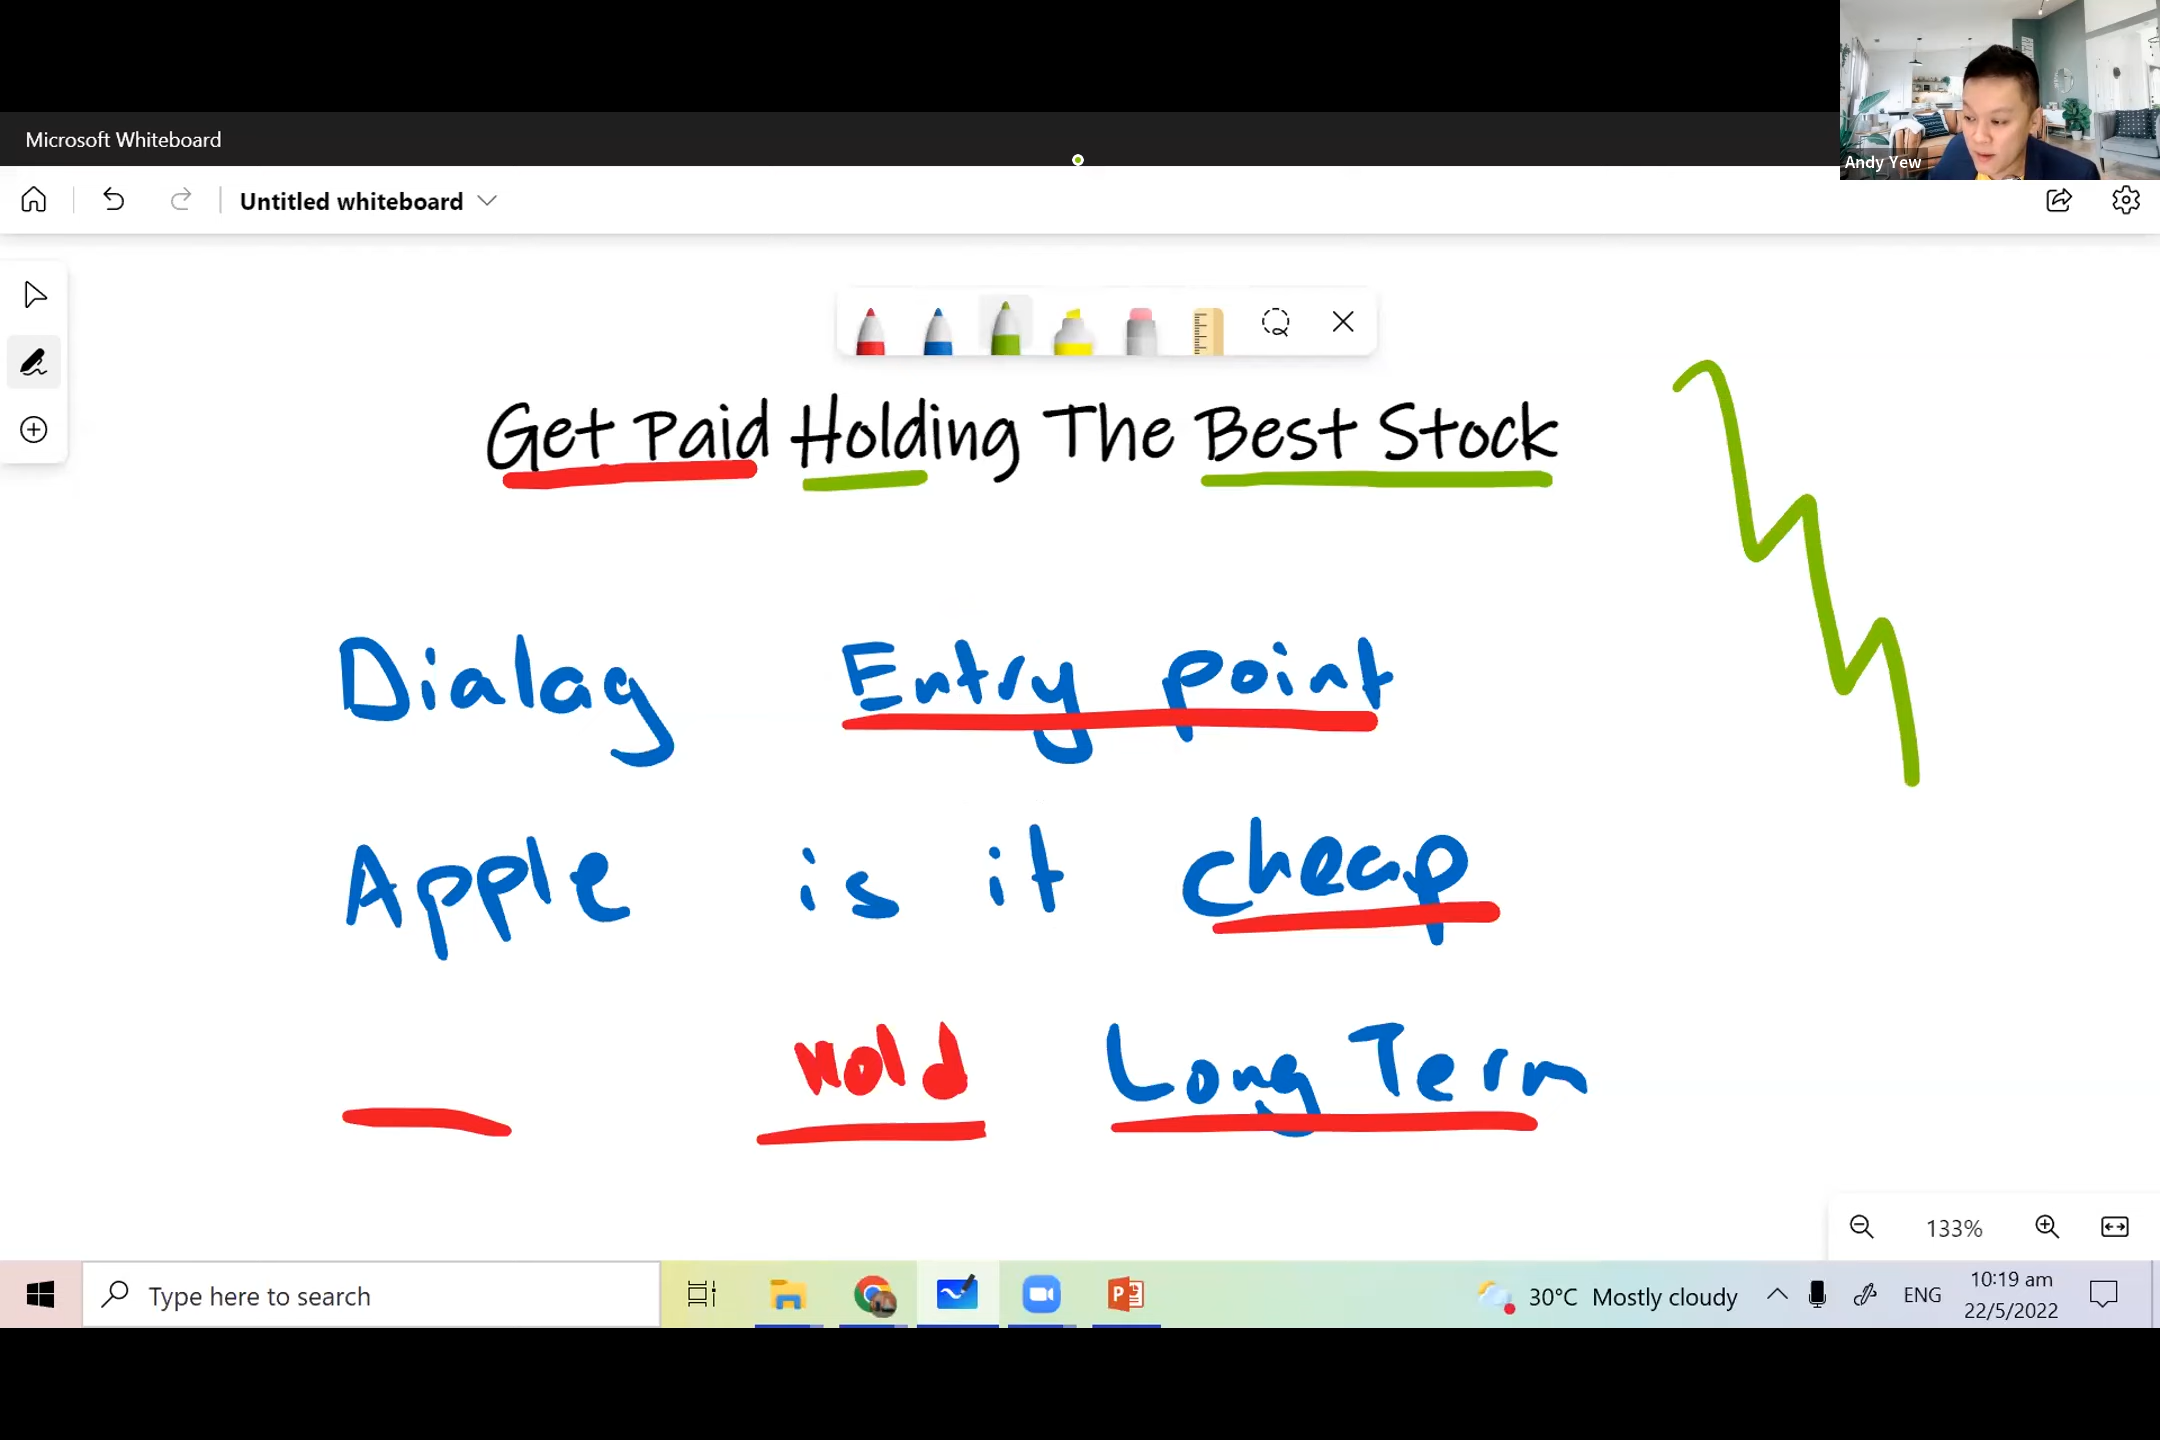 Microsoft Whiteboard
Andy Yew
Untitled whiteboard
Get Paid Holding The Best Stock
Dialag Entry point
Apple is it cheap
Hold Long Term
133%
Type here to search
30°C Mostly cloudy
ENG
10:19 am
22/5/2022